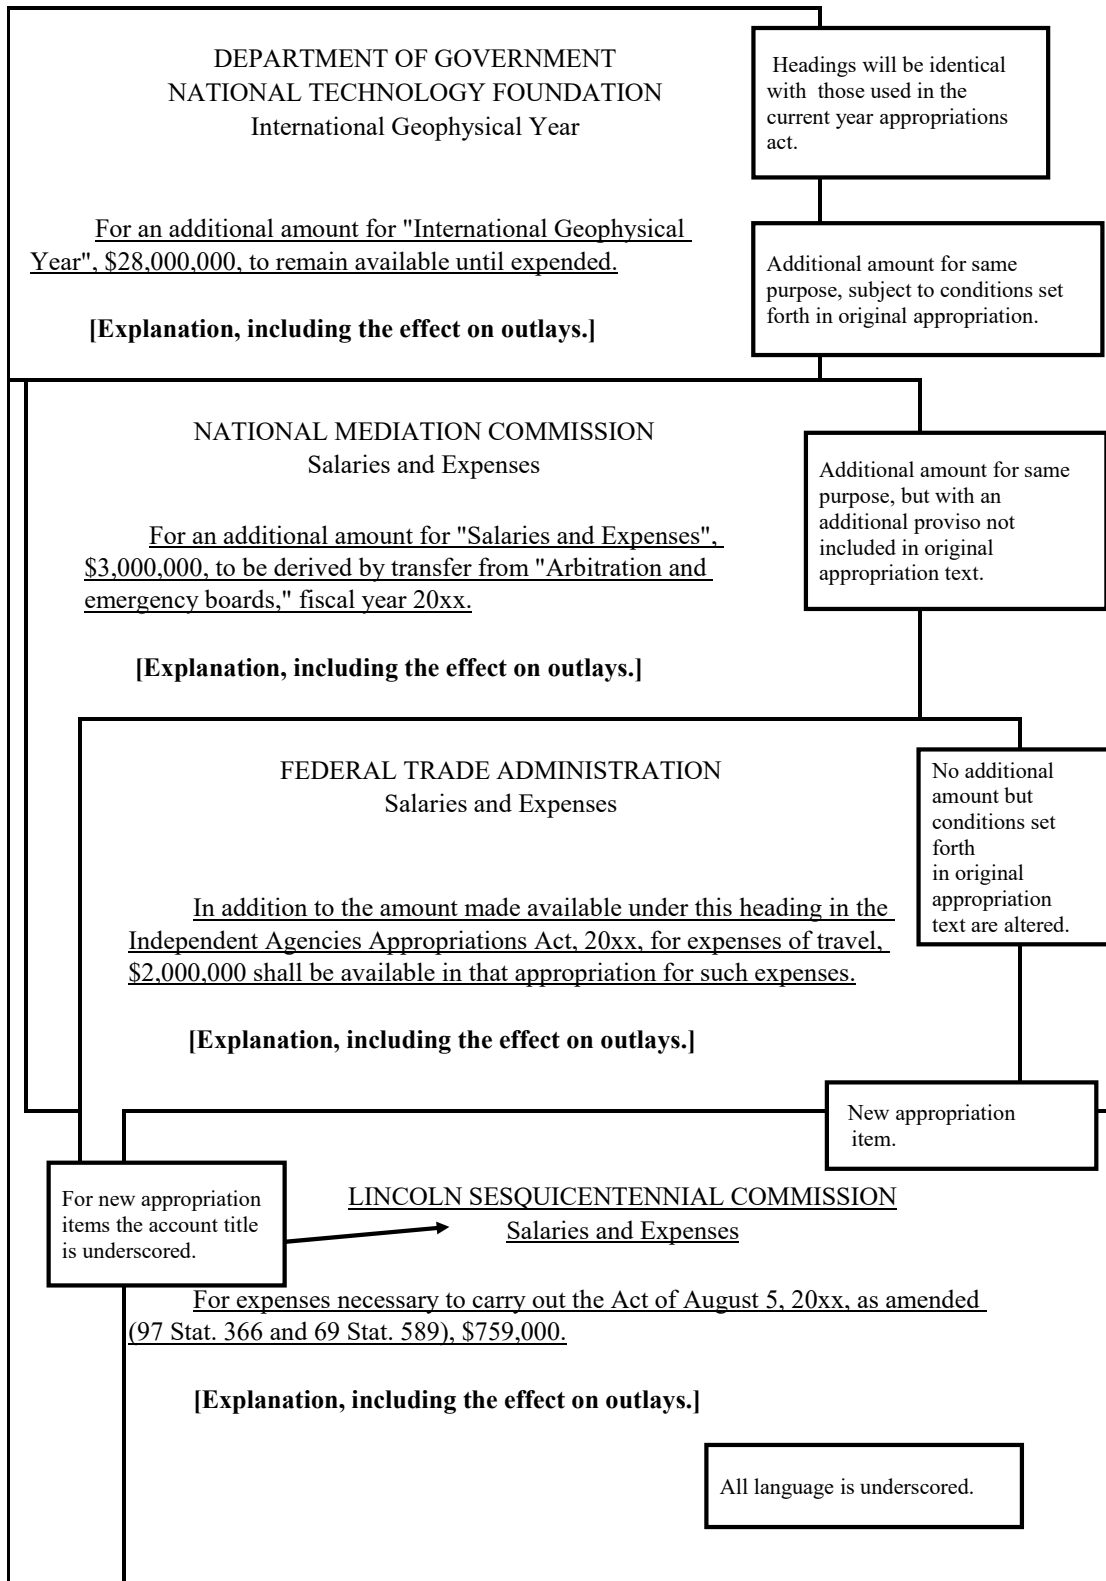 DEPARTMENT OF GOVERNMENT
NATIONAL TECHNOLOGY FOUNDATION
International Geophysical Year
Headings will be identical
with those used in the
current year appropriations
act.
For an additional amount for "International Geophysical
Year", $28,000,000, to remain available until expended.
Additional amount for same
purpose, subject to conditions set
forth in original appropriation.
[Explanation, including the effect on outlays.]
NATIONAL MEDIATION COMMISSION
Salaries and Expenses
Additional amount for same
purpose, but with an
additional proviso not
included in original
appropriation text.
For an additional amount for "Salaries and Expenses",
$3,000,000, to be derived by transfer from "Arbitration and
emergency boards," fiscal year 20xx.
[Explanation, including the effect on outlays.]
FEDERAL TRADE ADMINISTRATION
Salaries and Expenses
No additional
amount but
conditions set
forth
in original
appropriation
text are altered.
In addition to the amount made available under this heading in the
Independent Agencies Appropriations Act, 20xx, for expenses of travel,
$2,000,000 shall be available in that appropriation for such expenses.
[Explanation, including the effect on outlays.]
New appropriation
item.
For new appropriation
items the account title
is underscored.
LINCOLN SESQUICENTENNIAL COMMISSION
Salaries and Expenses
For expenses necessary to carry out the Act of August 5, 20xx, as amended
(97 Stat. 366 and 69 Stat. 589), $759,000.
[Explanation, including the effect on outlays.]
All language is underscored.